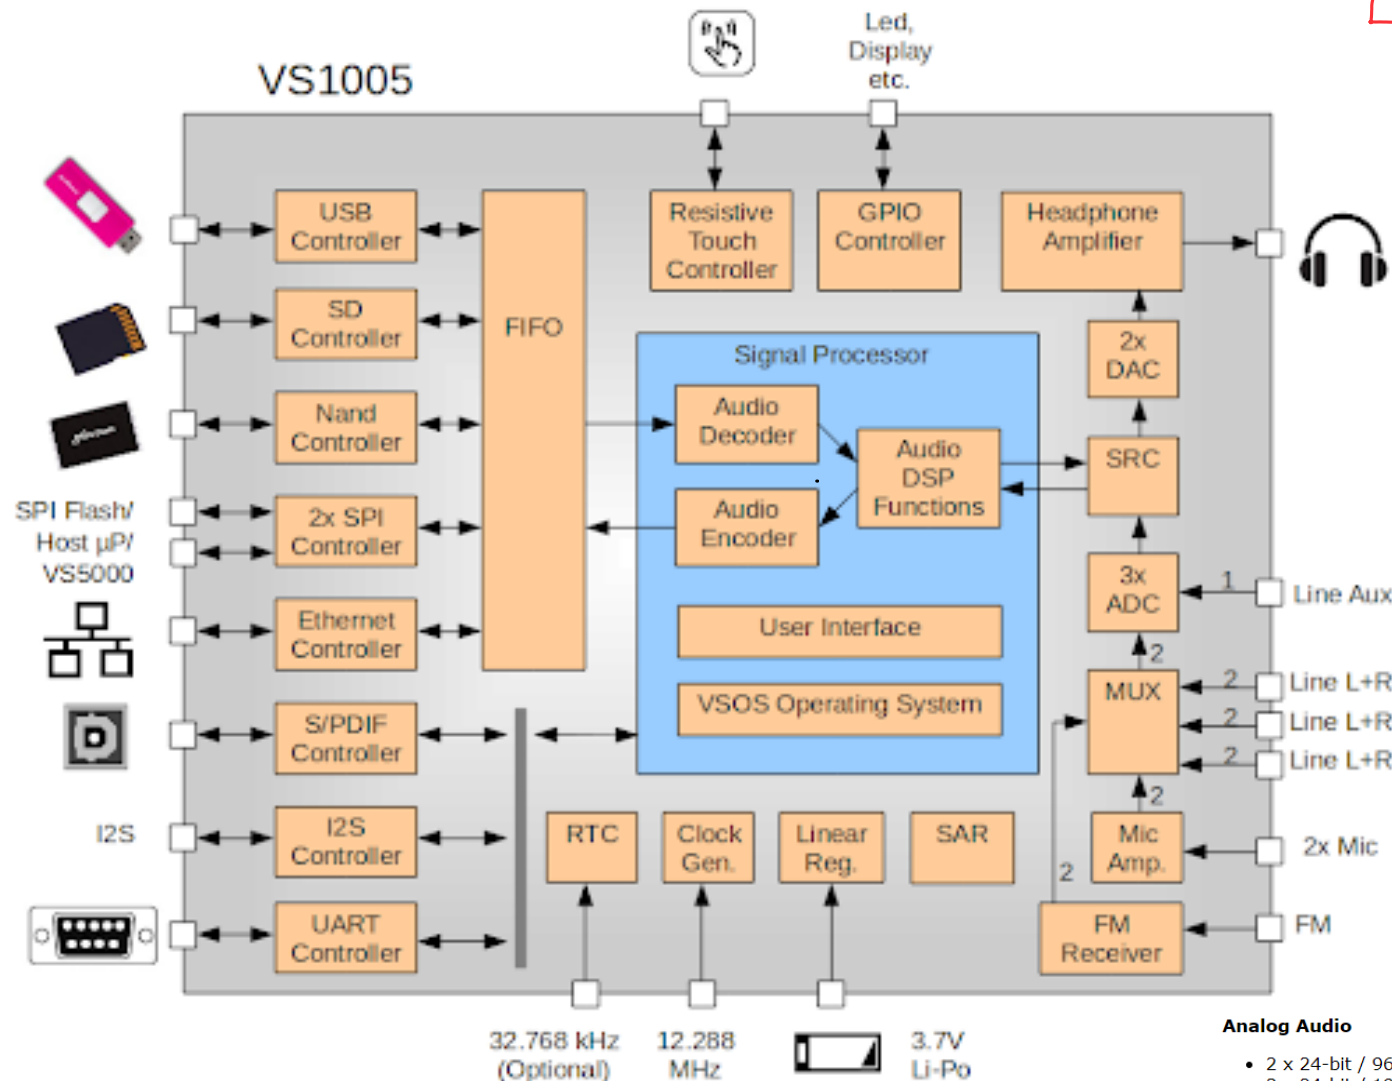 VS1005
Led,
Display
etc.
USB
Controller
SD
Controller
Nand
Controller
2x SPI
Controller
Ethernet
Controller
S/PDIF
Controller
I2S
Controller
UART
Controller
SPI Flash/
Host µP/
VS5000
I2S
FIFO
Resistive
Touch
Controller
GPIO
Controller
Headphone
Amplifier
Signal Processor
Audio
Decoder
Audio
Encoder
Audio
DSP
Functions
User Interface
VSOS Operating System
2x
DAC
SRC
3x
ADC
MUX
Mic
Amp.
FM
Receiver
1
2
2
2
2
2
2
Line Aux
Line L+R
Line L+R
Line L+R
2x Mic
FM
RTC
Clock
Gen.
Linear
Reg.
SAR
32.768 kHz
(Optional)
12.288
MHz
3.7V
Li-Po
Analog Audio
• 2 x 24-bit / 96